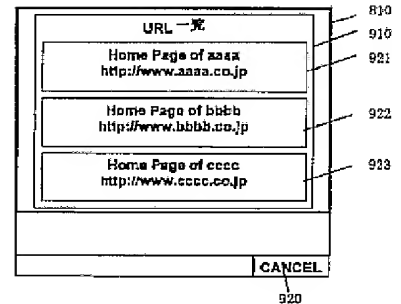 810
URL 一覧
910
Home Page of aaaa
http://www.aaaa.co.jp
921
Home Page of bbbb
http://www.bbbb.co.jp
922
Home Page of cccc
http://www.cccc.co.jp
923
CANCEL
920